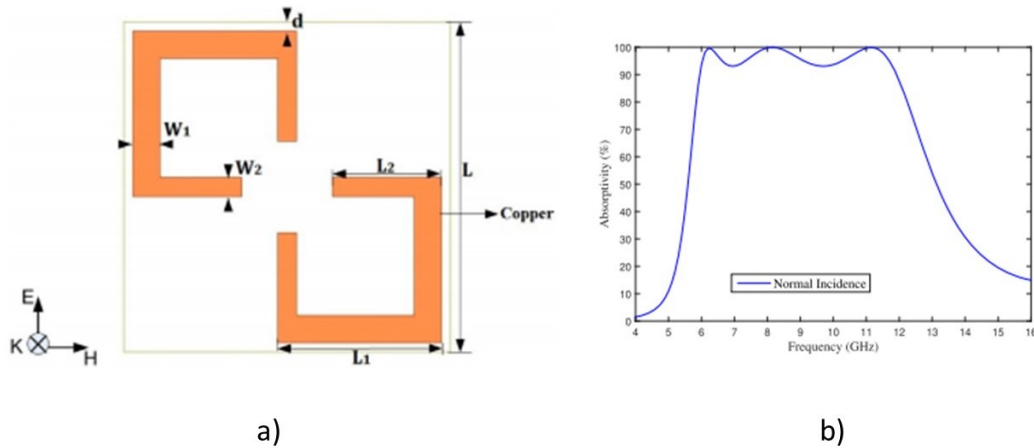 d
W1
W2
L2
L
Copper
L1
E
K
H
a)
100
90
80
70
60
50
40
30
20
10
0
4 5 6 7 8 9 10 11 12 13 14 15 16
Absorptivity (%)
Frequency (GHz)
Normal Incidence
b)